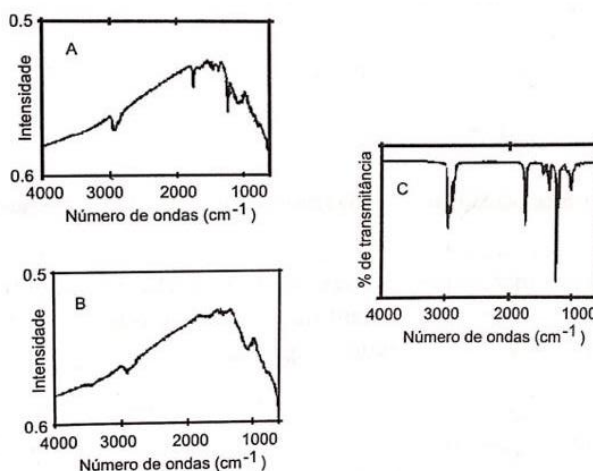 0.5
A
Intensidade
0.6
4000 3000 2000 1000
Número de ondas (cm-1)
0.5
B
Intensidade
0.6
4000 3000 2000 1000
Número de ondas (cm-1)
C
% de transmitância
4000 3000 2000 1000
Número de ondas (cm-1)